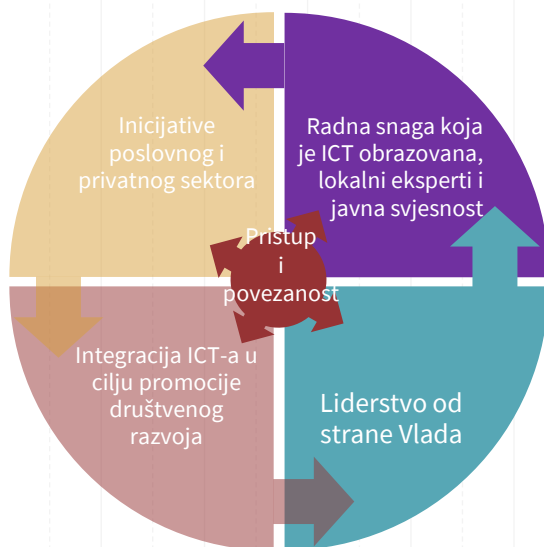 Inicijative
poslovnog i
privatnog sektora
Radna snaga koja
je ICT obrazovana,
lokalni eksperti i
javna svjesnost
Pristup
i
povezanost
Integracija ICT-a u
cilju promocije
društvenog
razvoja
Liderstvo od
strane Vlada